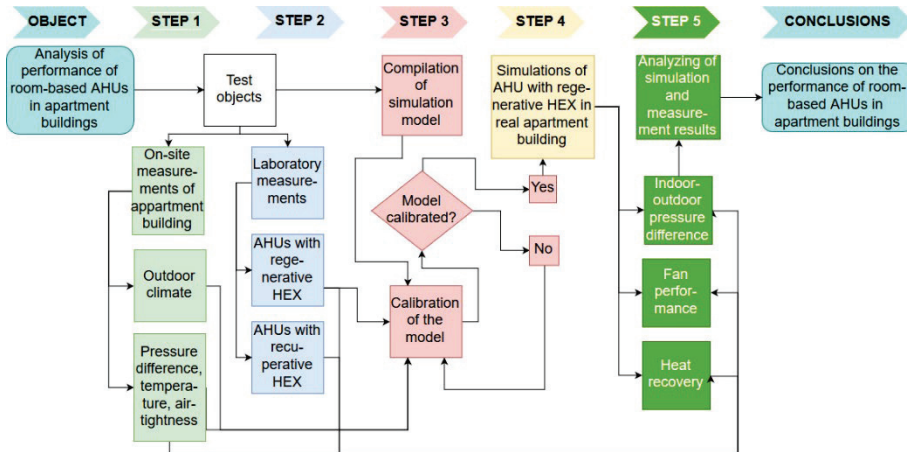 OBJECT
STEP 1
STEP 2
STEP 3
STEP 4
STEP 5
CONCLUSIONS
Analysis of
performance of
room-based AHUs
in apartment
buildings
Test
objects
Compilation
of simulation
model
Simulations of
AHU with rege-
nerative HEX in
real apartment
building
Analyzing of
simulation
and
measurement
results
Conclusions on the
performance of room-
based AHUs in
apartment buildings
On-site
measure-
ments of
appartment
building
Laboratory
measure-
ments
Model
calibrated?
Yes
No
Indoor-
outdoor
pressure
difference
AHUs with
rege-
nerative
HEX
Outdoor
climate
Calibration
of the
model
Fan
perfor-
mance
AHUs with
recu-
perative
HEX
Pressure
difference,
tempera-
ture, air-
tightness
Heat
recovery